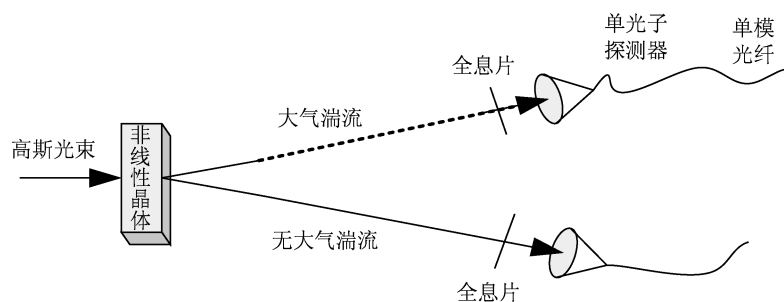 单光子
探测器
单模
光纤
全息片
大气湍流
高斯光束
非线性晶体
无大气湍流
全息片